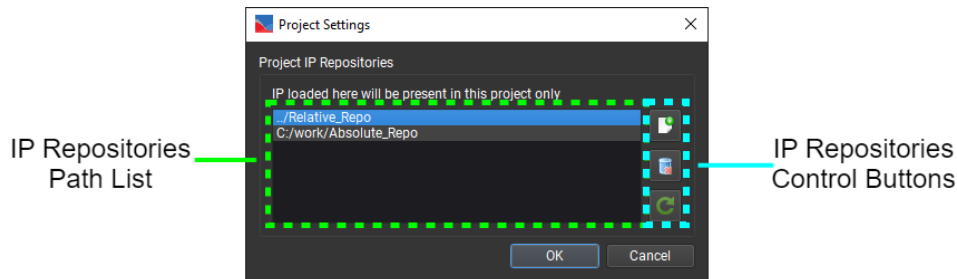 Project Settings
Project IP Repositories
IP loaded here will be present in this project only
../Relative_Repo
C:/work/Absolute_Repo
IP Repositories
Path List
IP Repositories
Control Buttons
OK
Cancel